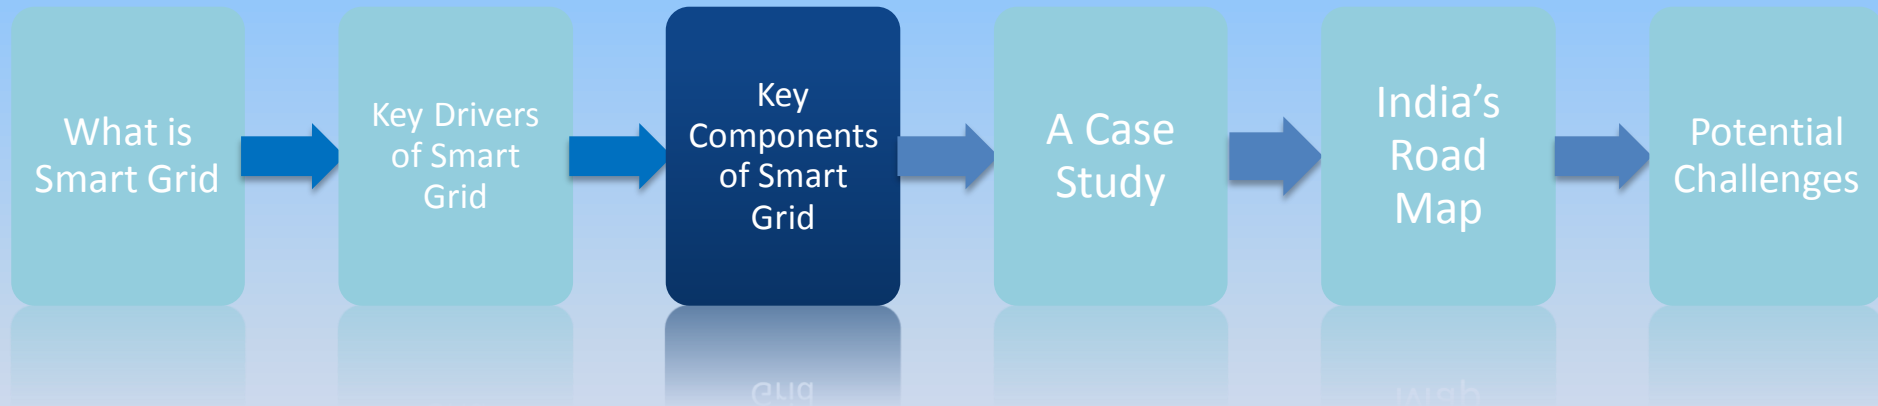 What is
Smart Grid
Key Drivers
of Smart
Grid
Key
Components
of Smart
Grid
A Case
Study
India’s
Road
Map
Potential
Challenges